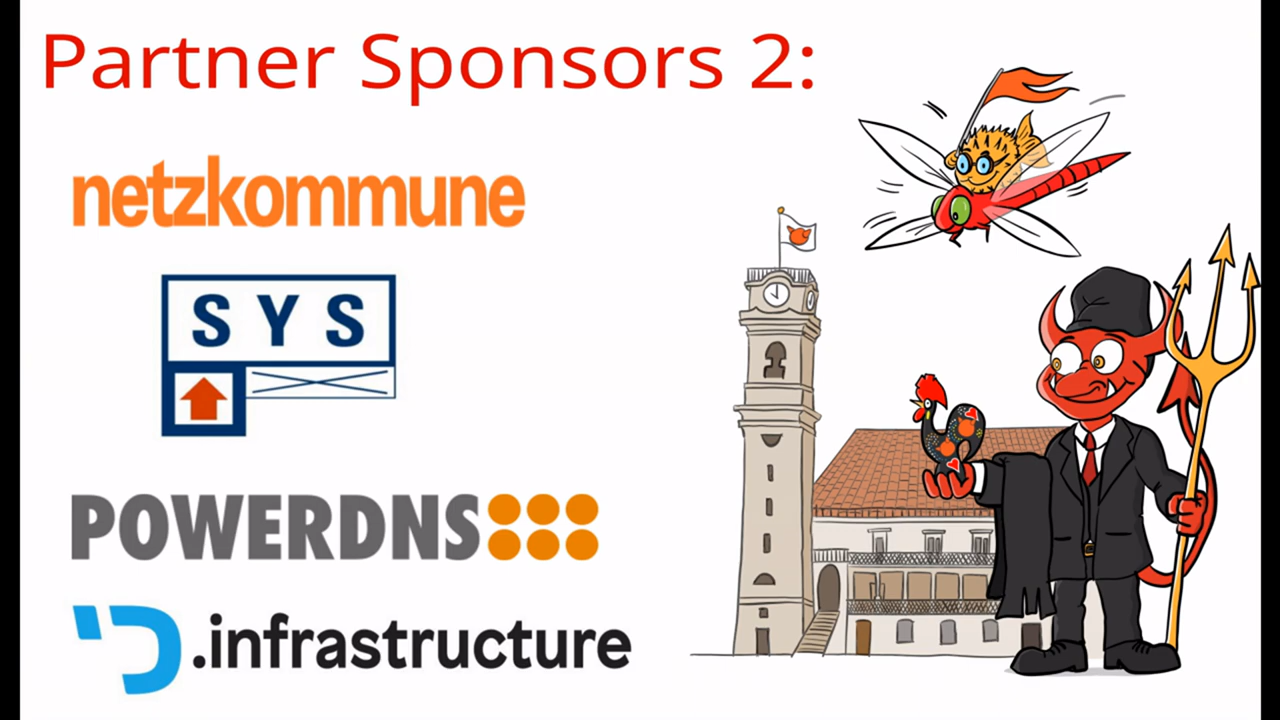 Partner Sponsors 2:
netzkommune
SYS
POWERDNS
.infrastructure